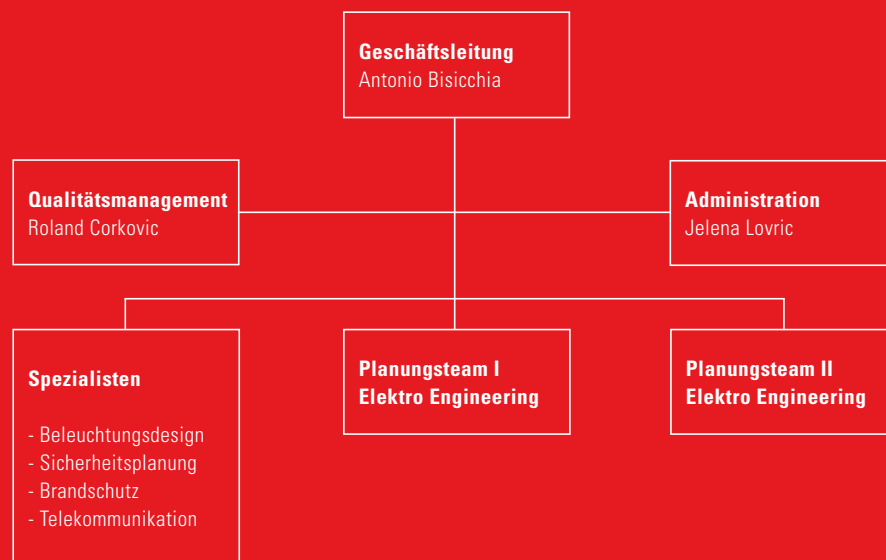 Geschäftsleitung
Antonio Bisicchia
Qualitätsmanagement
Roland Corkovic
Administration
Jelena Lovric
Spezialisten
- Beleuchtungsdesign
- Sicherheitsplanung
- Brandschutz
- Telekommunikation
Planungsteam I
Elektro Engineering
Planungsteam II
Elektro Engineering